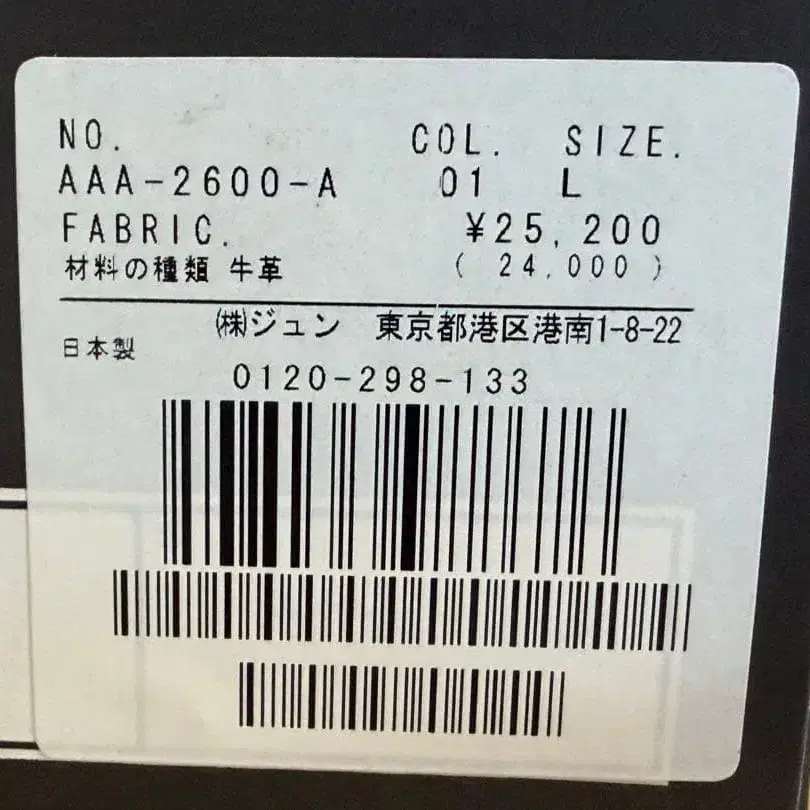 NO. COL. SIZE.
AAA-2600-A 01 L
FABRIC. ¥25,200
材料の種類 牛革 ( 24,000 )
㈱ジュン 東京都港区港南1-8-22
日本製
0120-298-133